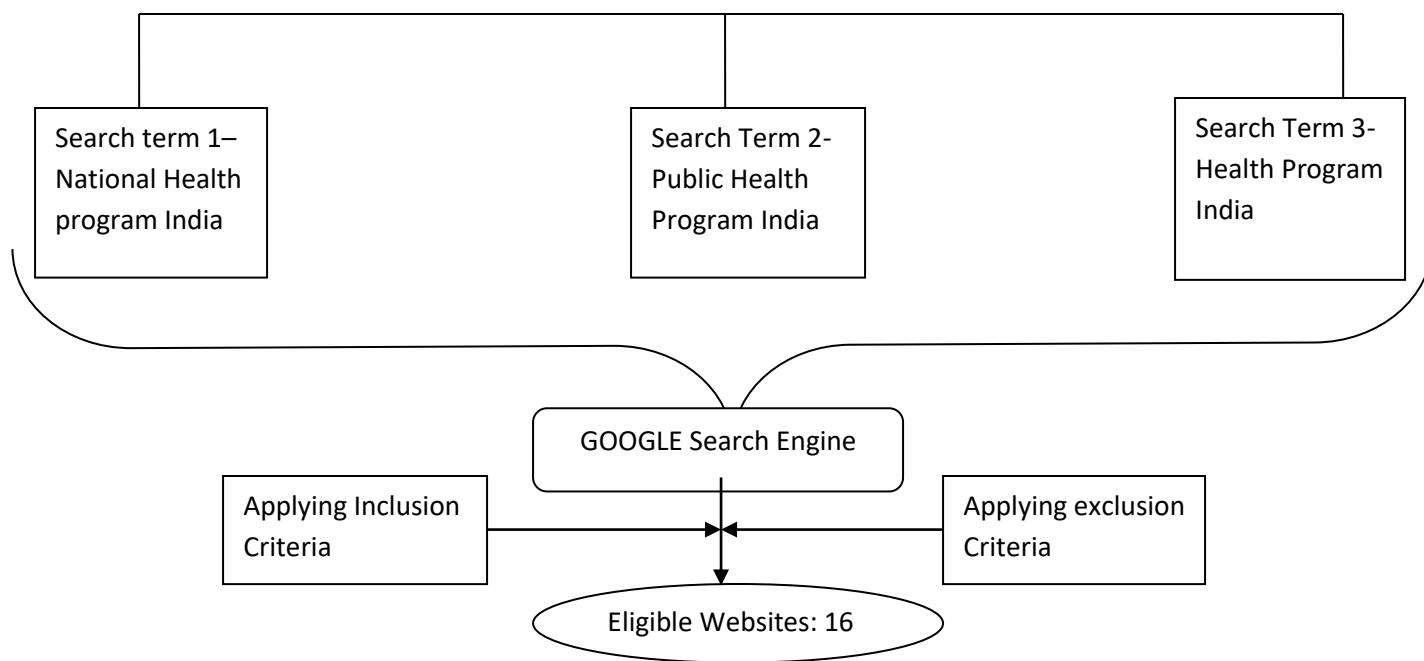 Search term 1–
National Health
program India
Search Term 2-
Public Health
Program India
Search Term 3-
Health Program
India
GOOGLE Search Engine
Applying Inclusion
Criteria
Applying exclusion
Criteria
Eligible Websites: 16